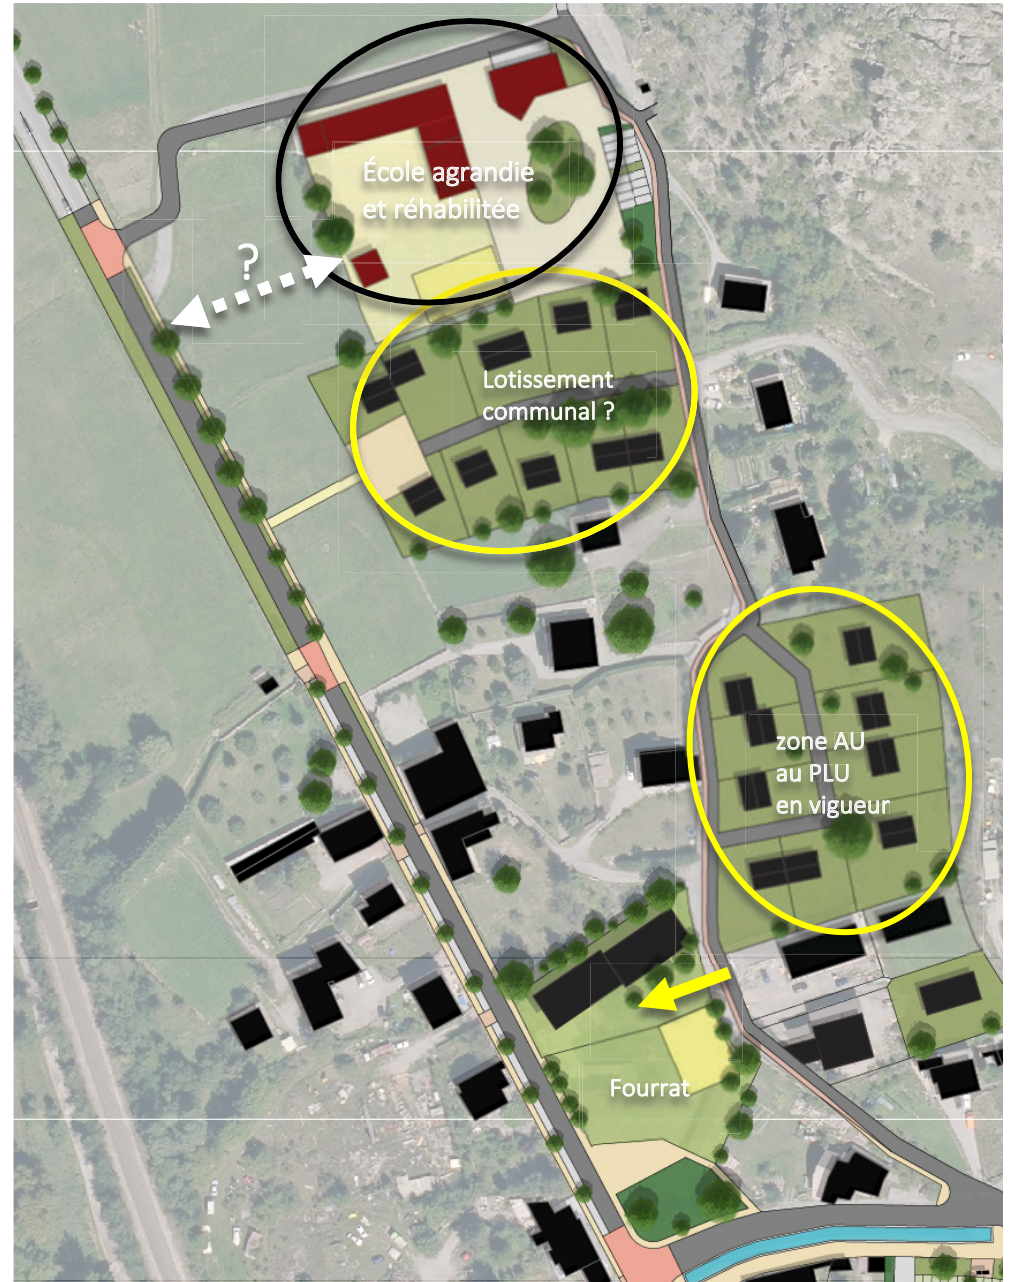 École agrandie
et réhabilitée
?
Lotissement
communal ?
zone AU
au PLU
en vigueur
Fourrat